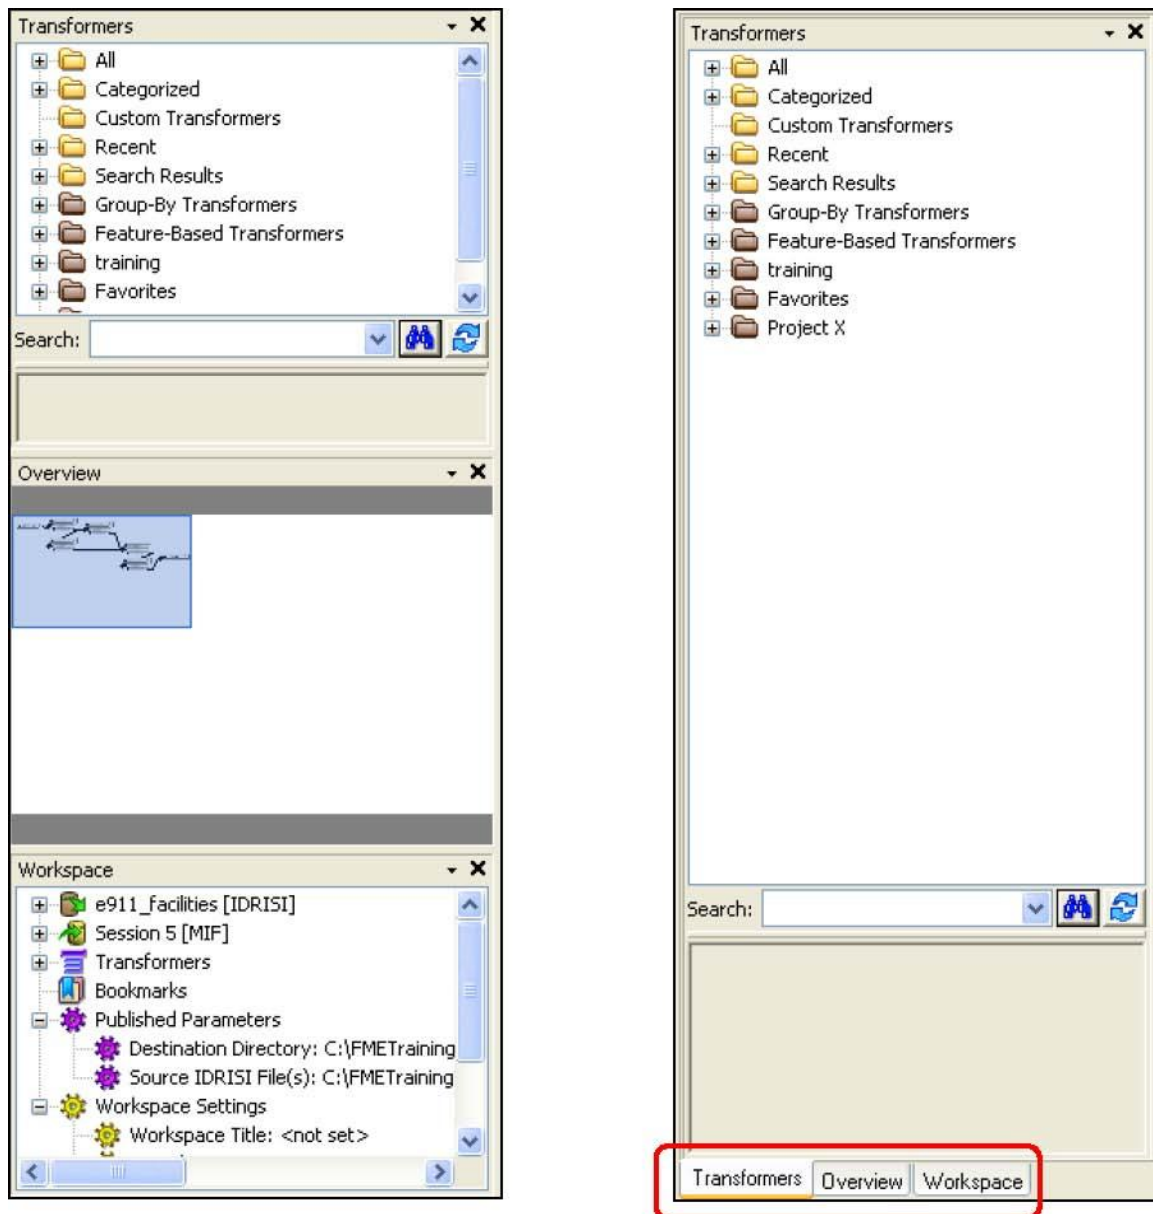 Transformers
All
Categorized
Custom Transformers
Recent
Search Results
Group-By Transformers
Feature-Based Transformers
training
Favorites
Search:
Overview
Workspace
e911_facilities [IDRISI]
Session 5 [MIF]
Transformers
Bookmarks
Published Parameters
Destination Directory: C:\FMETraining
Source IDRISI File(s): C:\FMETraining
Workspace Settings
Workspace Title: <not set>
Transformers
All
Categorized
Custom Transformers
Recent
Search Results
Group-By Transformers
Feature-Based Transformers
training
Favorites
Project X
Search:
Transformers Overview Workspace